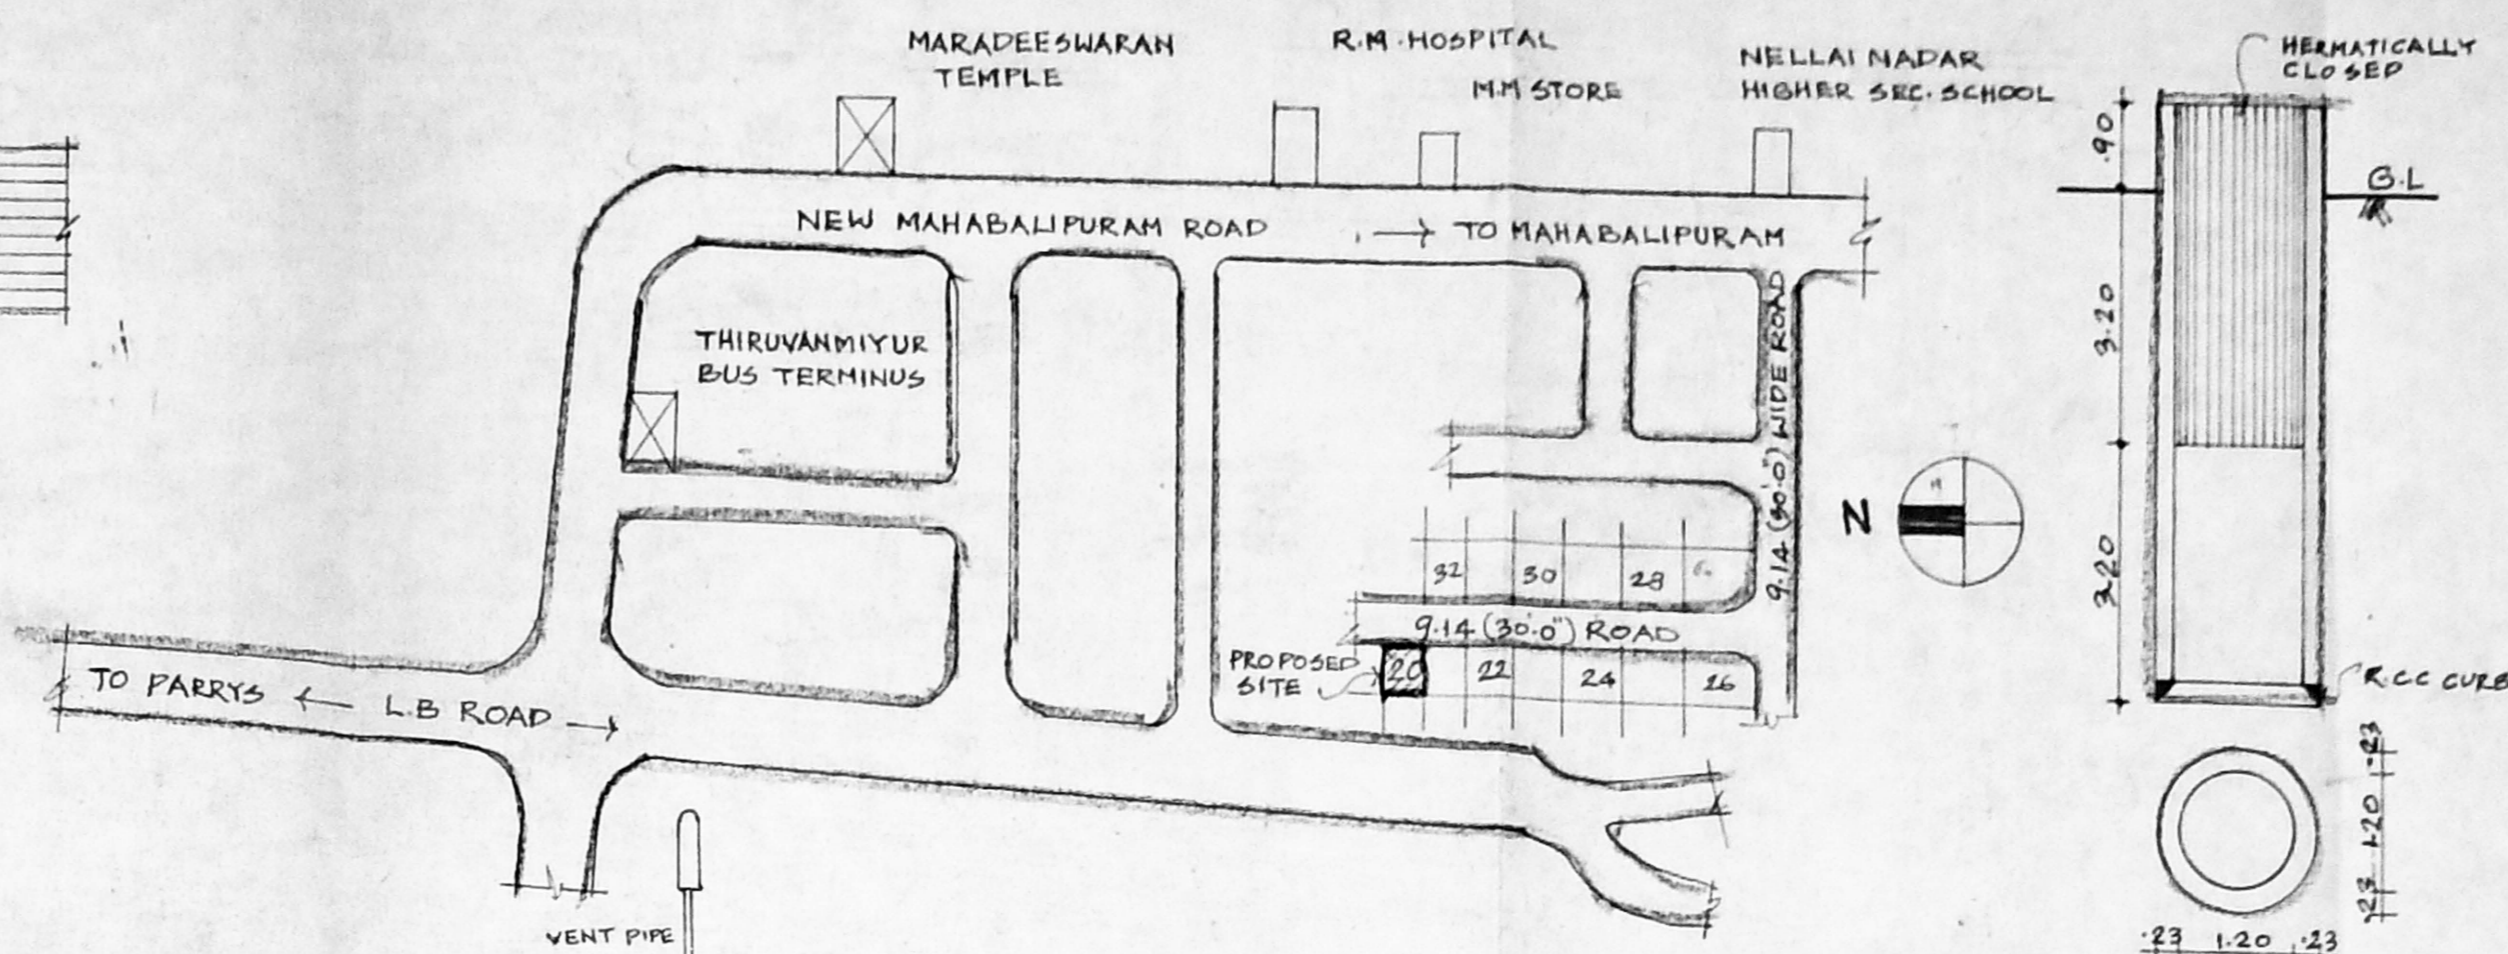 MARADEESWARAN
TEMPLE
R.M.HOSPITAL
M.M STORE
NELLAI NADAR
HIGHER SEC. SCHOOL
HERMATICALLY
CLOSED
.90
G.L
NEW MAHABALIPURAM ROAD
→ TO MAHABALIPURAM
THIRUVANMIYUR
BUS TERMINUS
9.14 (30'.0") WIDE ROAD
3.20
N
32
30
28
3.20
9.14 (30'.0") ROAD
PROPOSED
SITE
20
22
24
26
R.C.C CURB
TO PARRYS ← L.B ROAD →
VENT PIPE
.23
1.20
.23
.23 1.20 .23